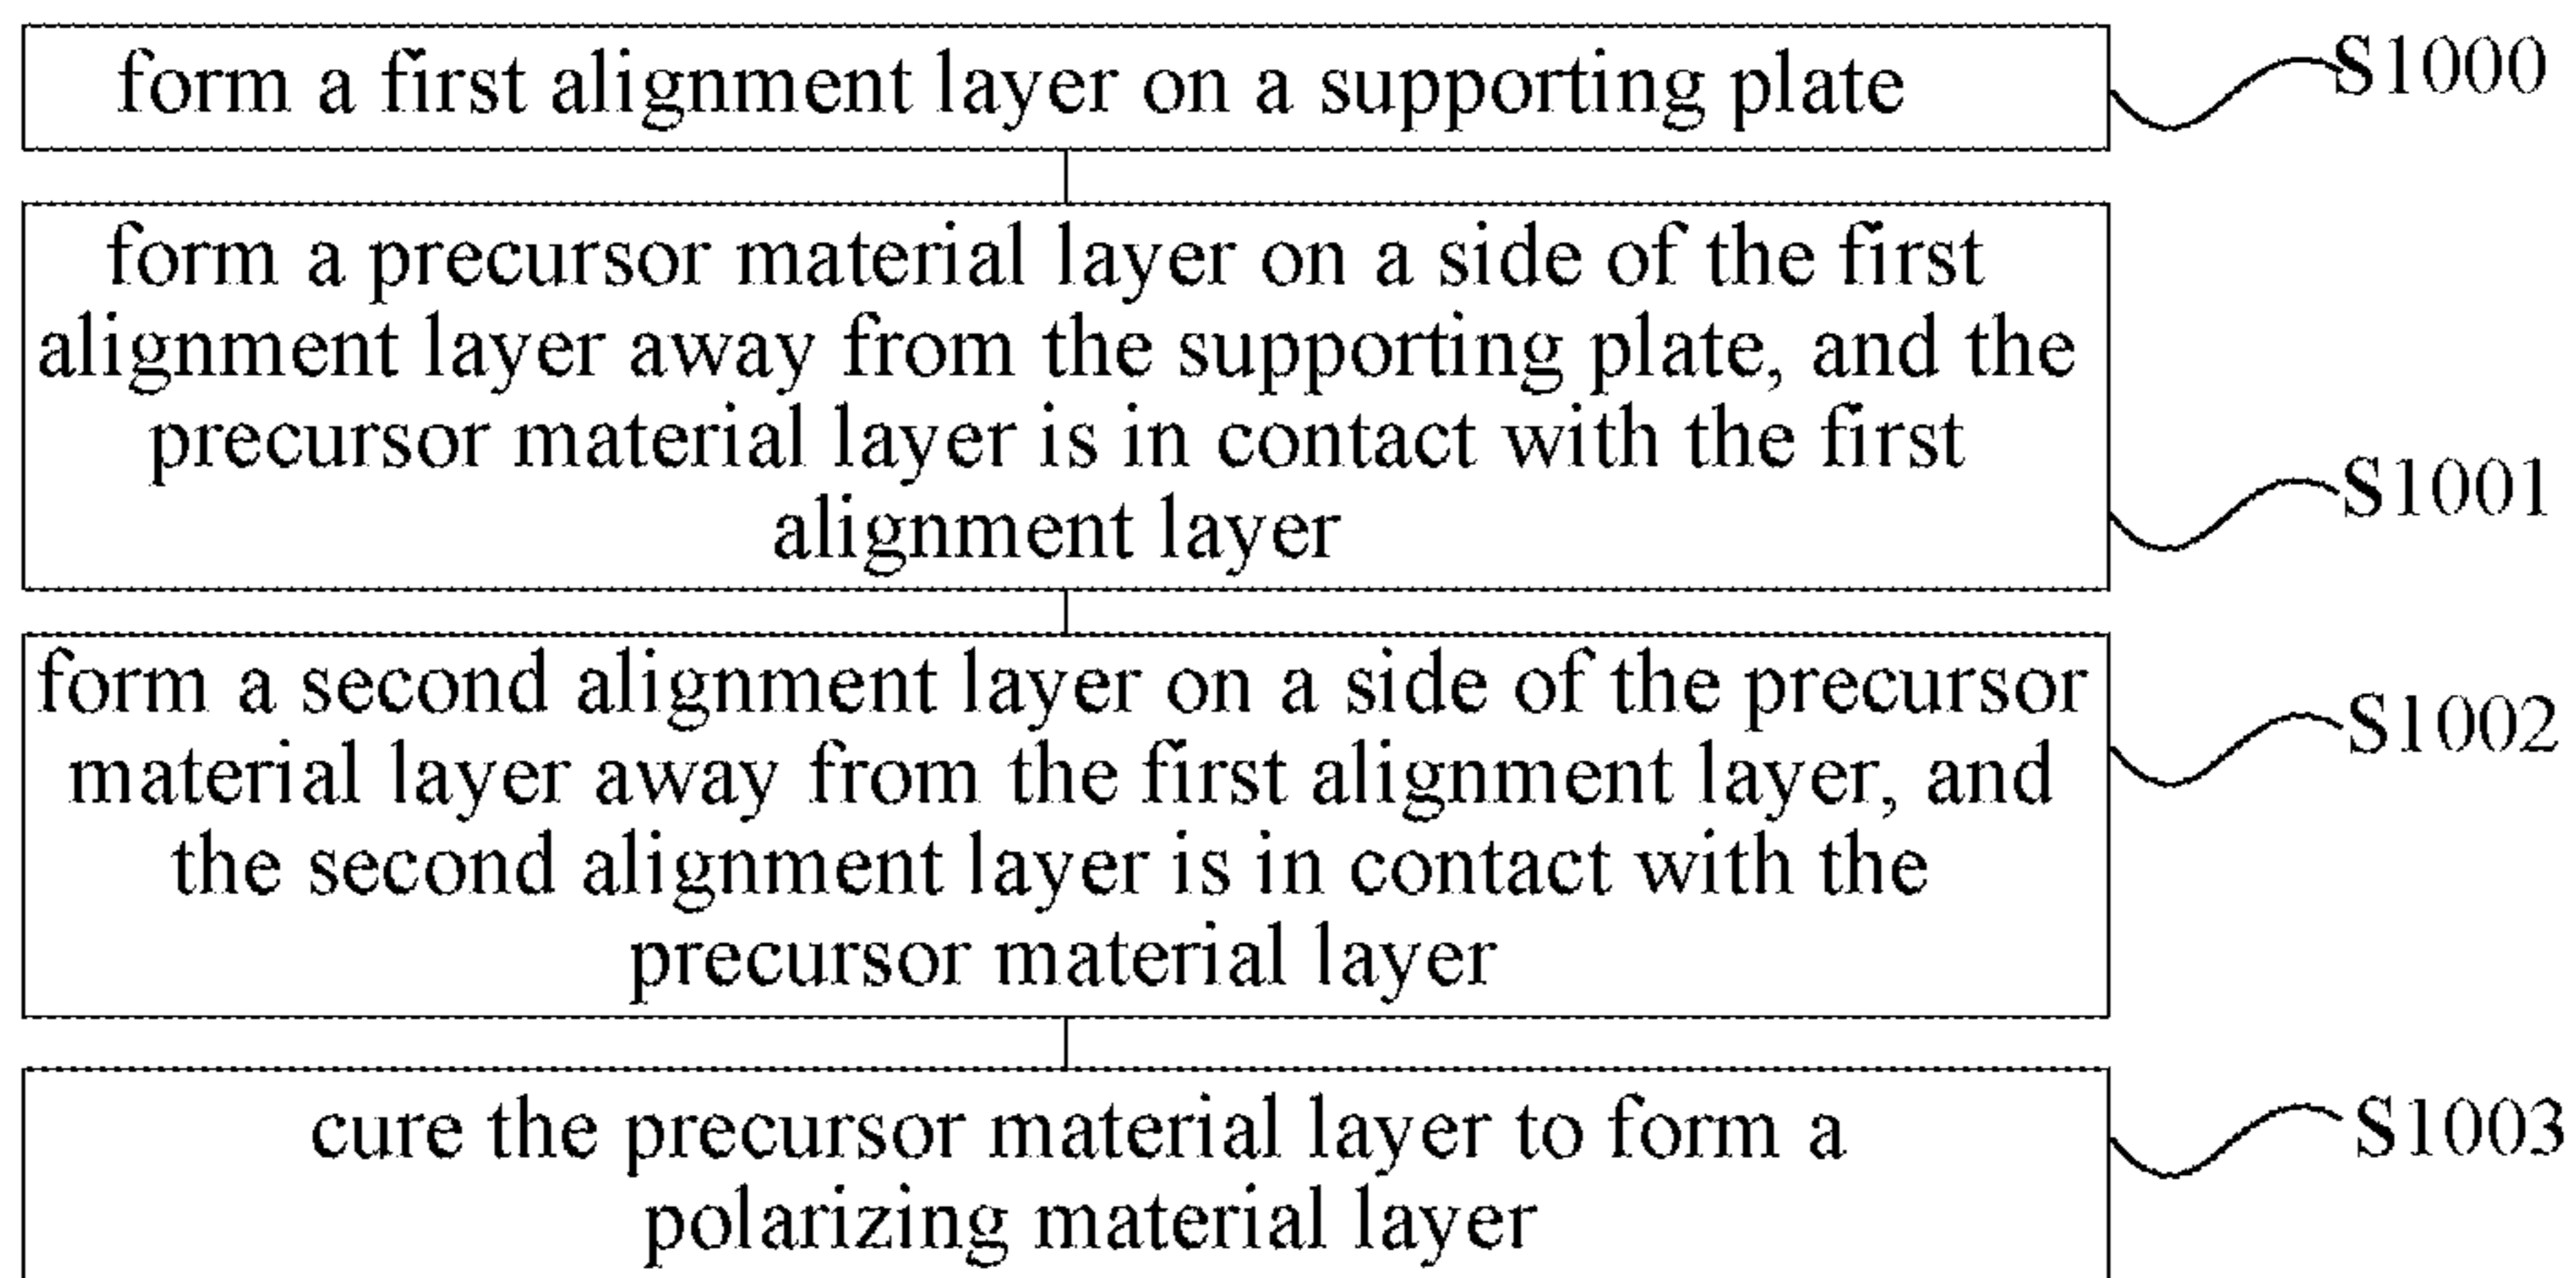 form a first alignment layer on a supporting plate
S1000
form a precursor material layer on a side of the first
alignment layer away from the supporting plate, and the
precursor material layer is in contact with the first
alignment layer
S1001
form a second alignment layer on a side of the precursor
material layer away from the first alignment layer, and
the second alignment layer is in contact with the
precursor material layer
S1002
cure the precursor material layer to form a
polarizing material layer
S1003